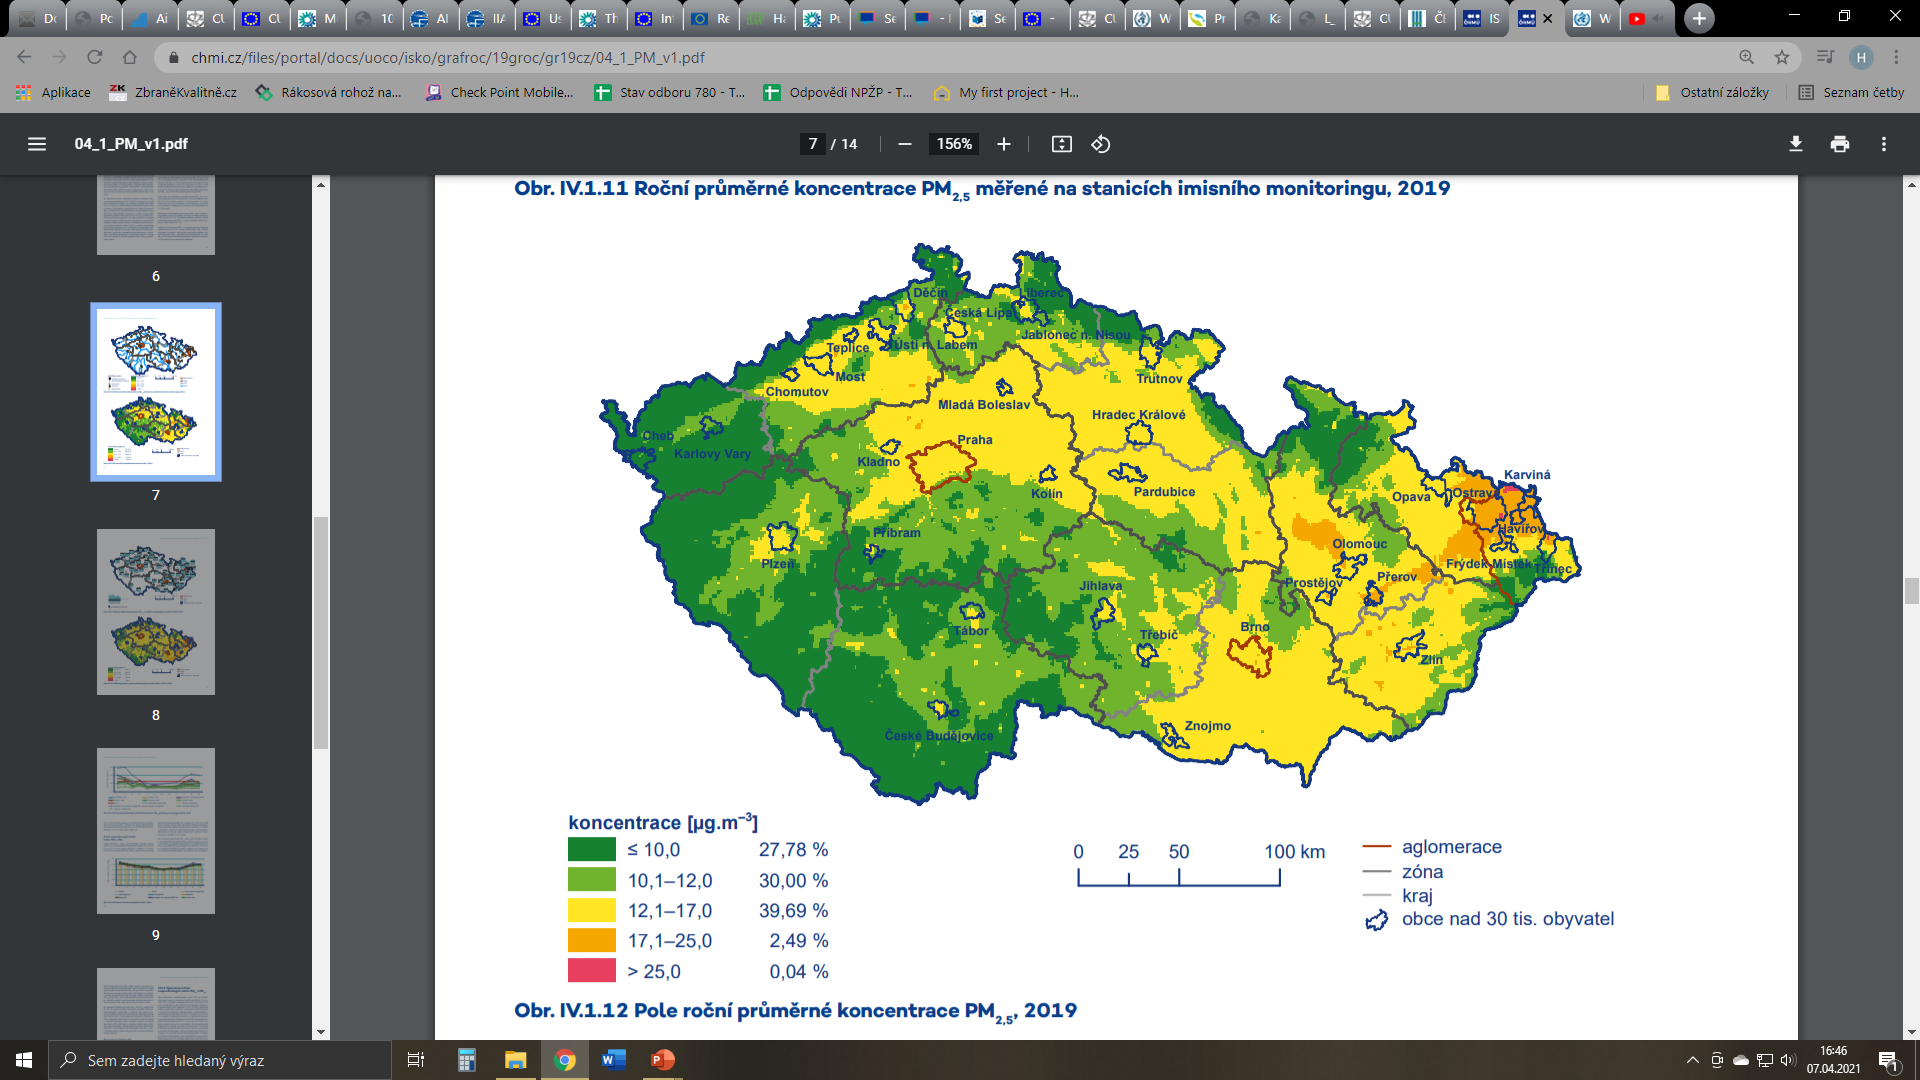 chmi.cz/files/portal/docs/uoco/isko/grafroc/19groc/gr19cz/04_1_PM_v1.pdf
H
Aplikace
ZbraněKvalitně.cz
Rákosová rohož na...
Check Point Mobile...
Stav odboru 780 - T...
Odpovědi NPŽP - T...
My first project - H...
Ostatní záložky
Seznam četby
04_1_PM_v1.pdf
7 / 14
156%
6
7
8
9
Obr. IV.1.11 Roční průměrné koncentrace PM2,5 měřené na stanicích imisního monitoringu, 2019
Děčín
Liberec
Česká Lípa
Jablonec n. Nisou
Ústí n. Labem
Teplice
Most
Chomutov
Trutnov
Mladá Boleslav
Hradec Králové
Cheb
Karlovy Vary
Praha
Kladno
Kolín
Pardubice
Karviná
Opava
Ostrava
Havířov
Příbram
Plzeň
Olomouc
Frýdek Místek
Třinec
Přerov
Prostějov
Jihlava
Tábor
Třebíč
Brno
Zlín
Znojmo
České Budějovice
koncentrace [µg.m−3]
≤ 10,0 27,78 %
10,1–12,0 30,00 %
12,1–17,0 39,69 %
17,1–25,0 2,49 %
> 25,0 0,04 %
0 25 50 100 km
aglomerace
zóna
kraj
obce nad 30 tis. obyvatel
Obr. IV.1.12 Pole roční průměrné koncentrace PM2,5, 2019
Sem zadejte hledaný výraz
16:46
07.04.2021
1